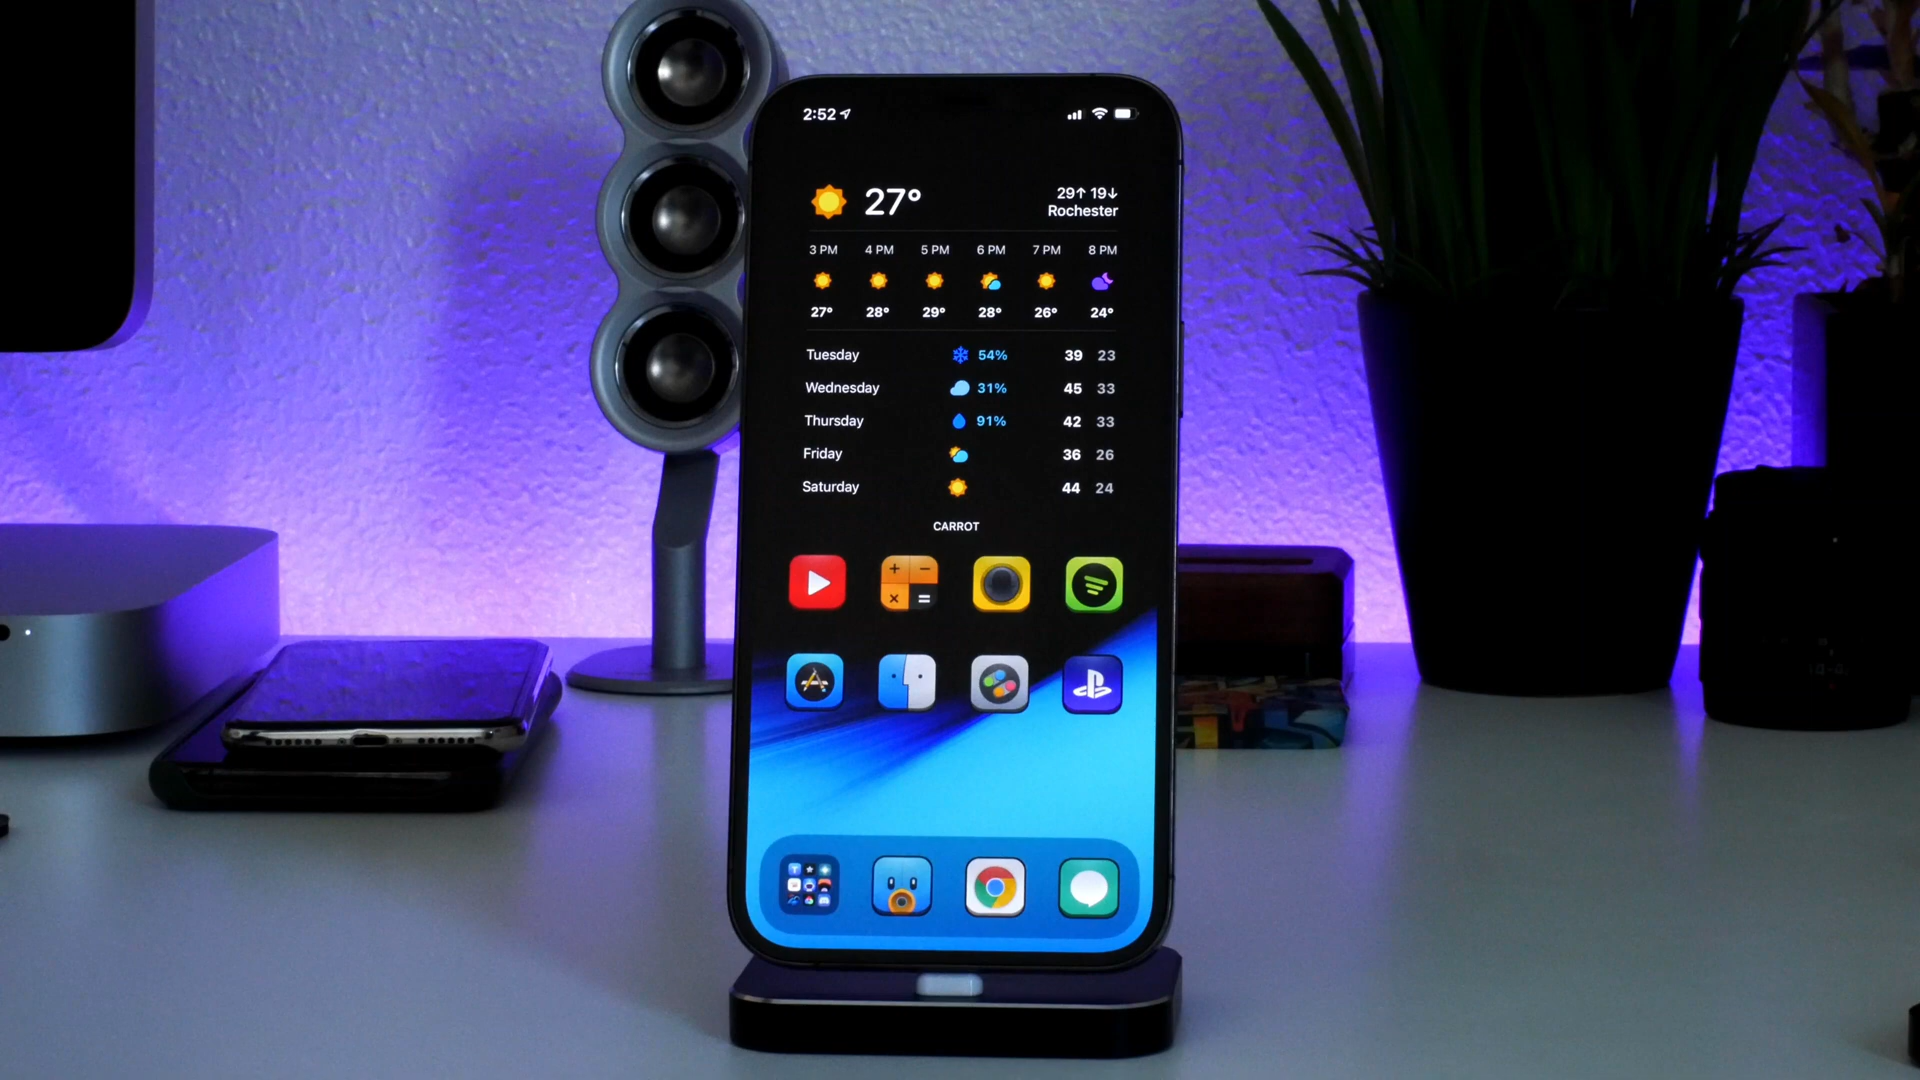 2:52
27° 29↑ 19↓
Rochester
3 PM 4 PM 5 PM 6 PM 7 PM 8 PM
27° 28° 29° 28° 26° 24°
Tuesday 54% 39 23
Wednesday 31% 45 33
Thursday 91% 42 33
Friday 36 26
Saturday 44 24
CARROT